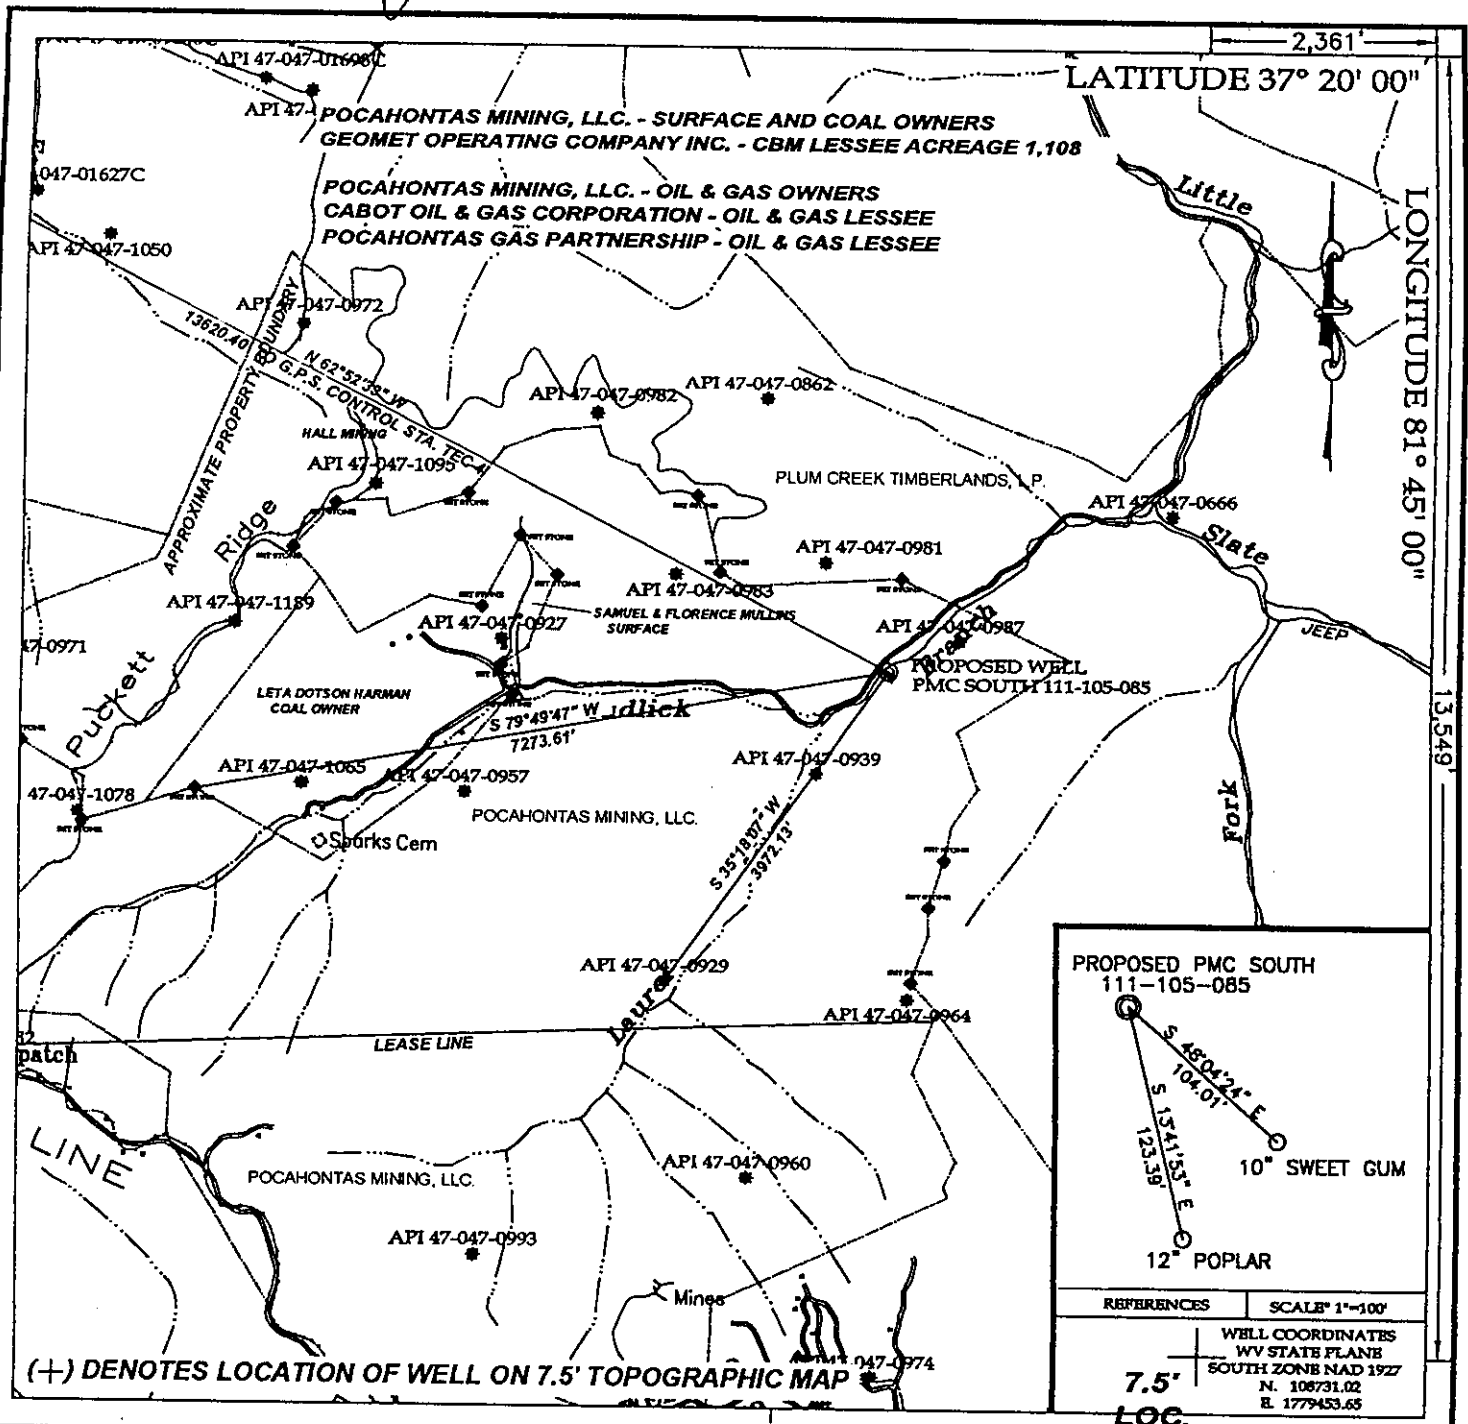 2,361'
LATITUDE 37° 20' 00"
LONGITUDE 81° 45' 00"
13,549'
API 47-047-01698C
API 47-
POCAHONTAS MINING, LLC. - SURFACE AND COAL OWNERS
GEOMET OPERATING COMPANY INC. - CBM LESSEE ACREAGE 1,108
047-01627C
POCAHONTAS MINING, LLC. - OIL & GAS OWNERS
CABOT OIL & GAS CORPORATION - OIL & GAS LESSEE
POCAHONTAS GAS PARTNERSHIP - OIL & GAS LESSEE
Little
API 47-047-1050
API 47-047-0972
APPROXIMATE PROPERTY BOUNDARY
N 62°52'39" W
13620.40' TO G.P.S. CONTROL STA. TEC 4
API 47-047-0982
API 47-047-0862
HALL MINING
API 47-047-1095
PLUM CREEK TIMBERLANDS, L.P.
API 47-047-0666
Ridge
Slate
API 47-047-0981
API 47-047-0983
API 47-047-1189
SAMUEL & FLORENCE MULLINS
SURFACE
API 47-047-0927
API 47-047-0987
Branch
JEEP
47-0971
PROPOSED WELL
PMC SOUTH 111-105-085
Puckett
LETA DOTSON HARMAN
COAL OWNER
S 79°49'47" W
7273.61'
idlick
API 47-047-1065
API 47-047-0957
API 47-047-0939
47-047-1078
POCAHONTAS MINING, LLC.
Sparks Cem
S 35°18'07" W
3972.13'
Fork
API 47-047-0929
Laurel
API 47-047-0964
LEASE LINE
patch
LINE
POCAHONTAS MINING, LLC.
API 47-047-0960
API 47-047-0993
Mines
047-0974
(+) DENOTES LOCATION OF WELL ON 7.5' TOPOGRAPHIC MAP
PROPOSED PMC SOUTH
111-105-085
S 48°04'24" E
104.01'
S 13°41'53" E
123.39'
10" SWEET GUM
12" POPLAR
REFERENCES
SCALE" 1"=100'
WELL COORDINATES
WV STATE PLANE
SOUTH ZONE NAD 1927
N. 108731.02
E. 1779453.65
7.5'
LOC.